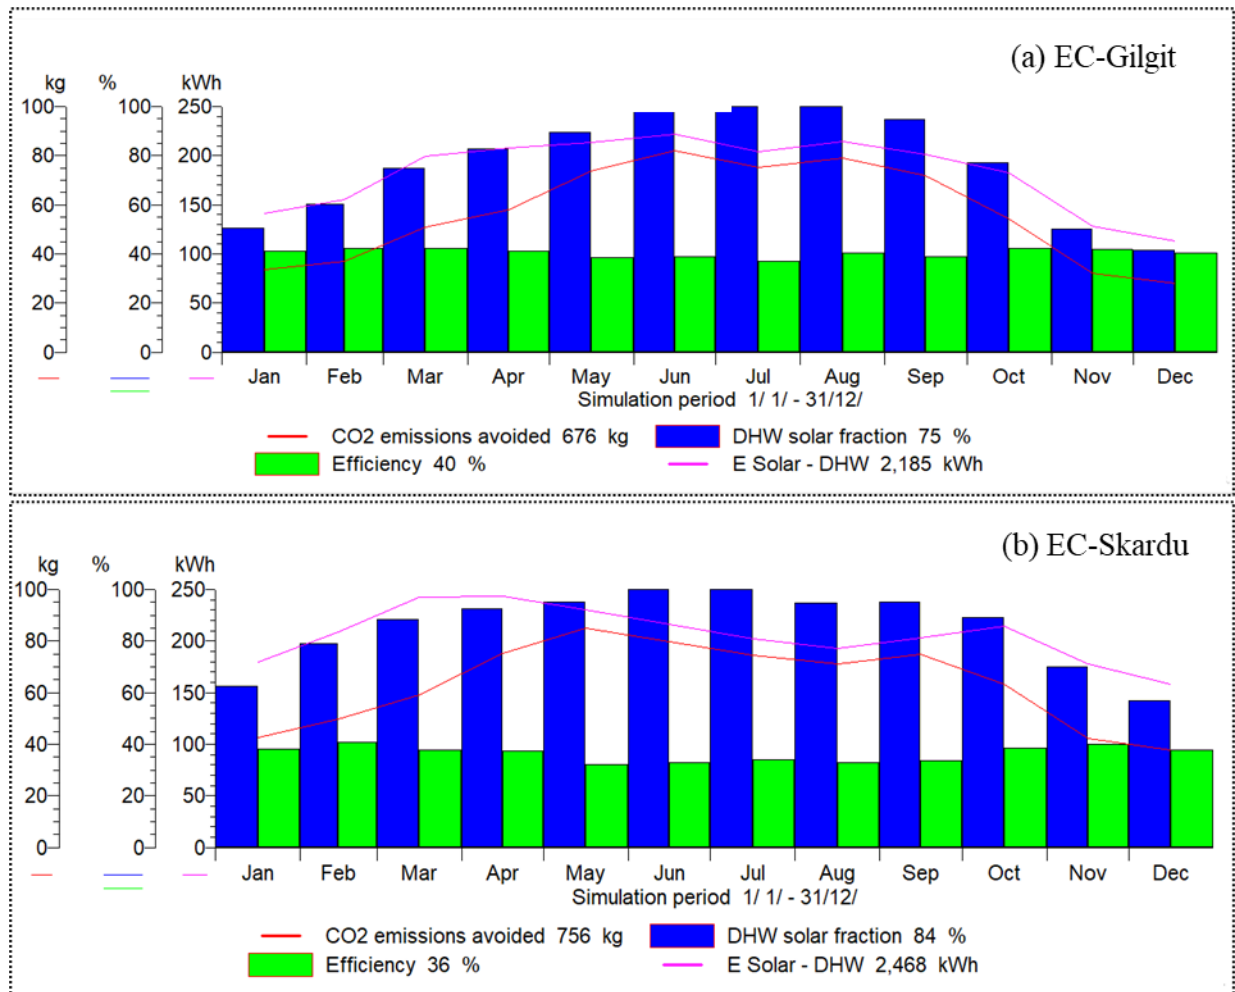 (a) EC-Gilgit
kg % kWh
100 100 250
80 80 200
60 60 150
40 40 100
20 20 50
0 0 0
Jan Feb Mar Apr May Jun Jul Aug Sep Oct Nov Dec
Simulation period 1/ 1/ - 31/12/
CO2 emissions avoided 676 kg DHW solar fraction 75 %
Efficiency 40 % E Solar - DHW 2,185 kWh
(b) EC-Skardu
kg % kWh
100 100 250
80 80 200
60 60 150
40 40 100
20 20 50
0 0 0
Jan Feb Mar Apr May Jun Jul Aug Sep Oct Nov Dec
Simulation period 1/ 1/ - 31/12/
CO2 emissions avoided 756 kg DHW solar fraction 84 %
Efficiency 36 % E Solar - DHW 2,468 kWh